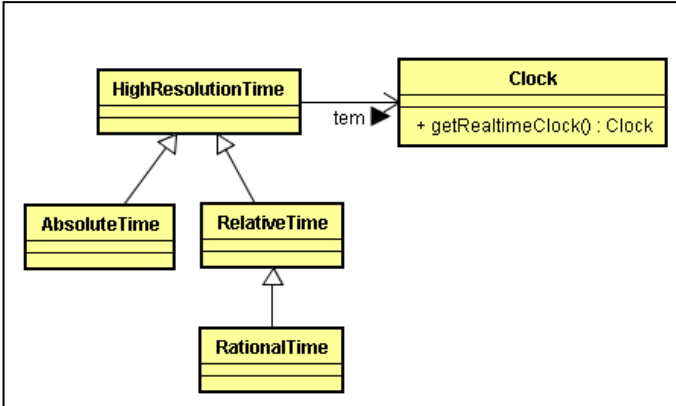 HighResolutionTime
Clock
tem
+ getRealtimeClock() : Clock
AbsoluteTime
RelativeTime
RationalTime